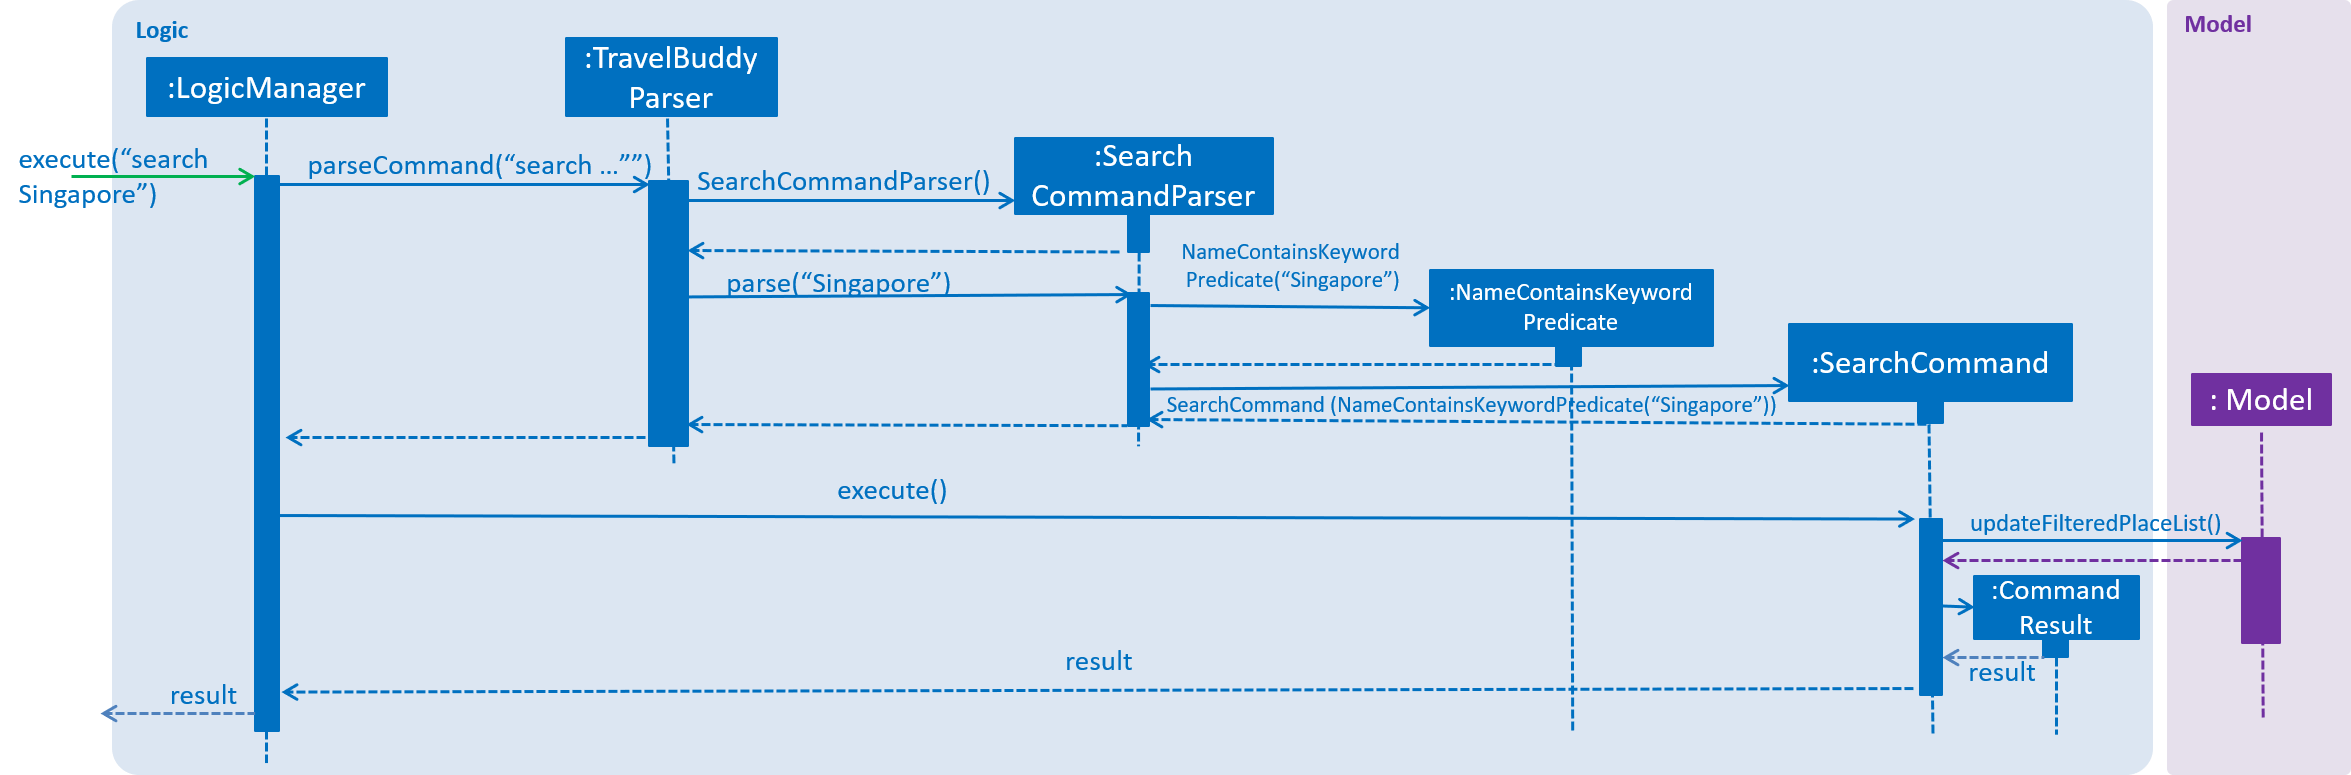 Logic
Model
:LogicManager
:TravelBuddy
Parser
:Search
CommandParser
execute(“search
Singapore”)
parseCommand(“search …””)
SearchCommandParser()
NameContainsKeyword
Predicate(“Singapore”)
parse(“Singapore”)
:NameContainsKeyword
Predicate
:SearchCommand
: Model
SearchCommand (NameContainsKeywordPredicate(“Singapore”))
execute()
updateFilteredPlaceList()
:Command
Result
result
result
result